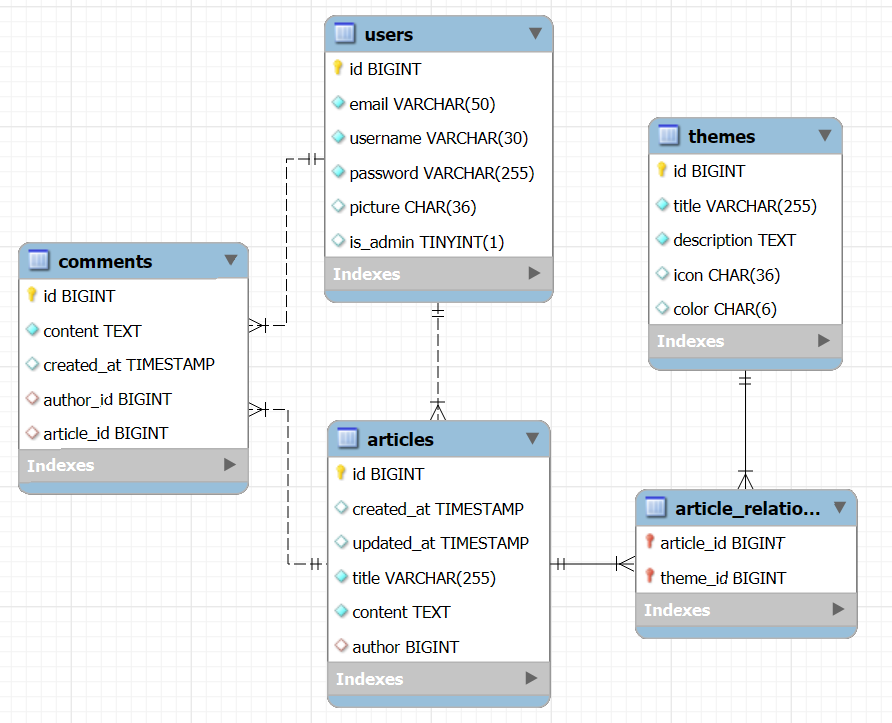 users
id BIGINT
email VARCHAR(50)
username VARCHAR(30)
password VARCHAR(255)
picture CHAR(36)
is_admin TINYINT(1)
Indexes
themes
id BIGINT
title VARCHAR(255)
description TEXT
icon CHAR(36)
color CHAR(6)
Indexes
comments
id BIGINT
content TEXT
created_at TIMESTAMP
author_id BIGINT
article_id BIGINT
Indexes
articles
id BIGINT
created_at TIMESTAMP
updated_at TIMESTAMP
title VARCHAR(255)
content TEXT
author BIGINT
Indexes
article_relatio...
article_id BIGINT
theme_id BIGINT
Indexes